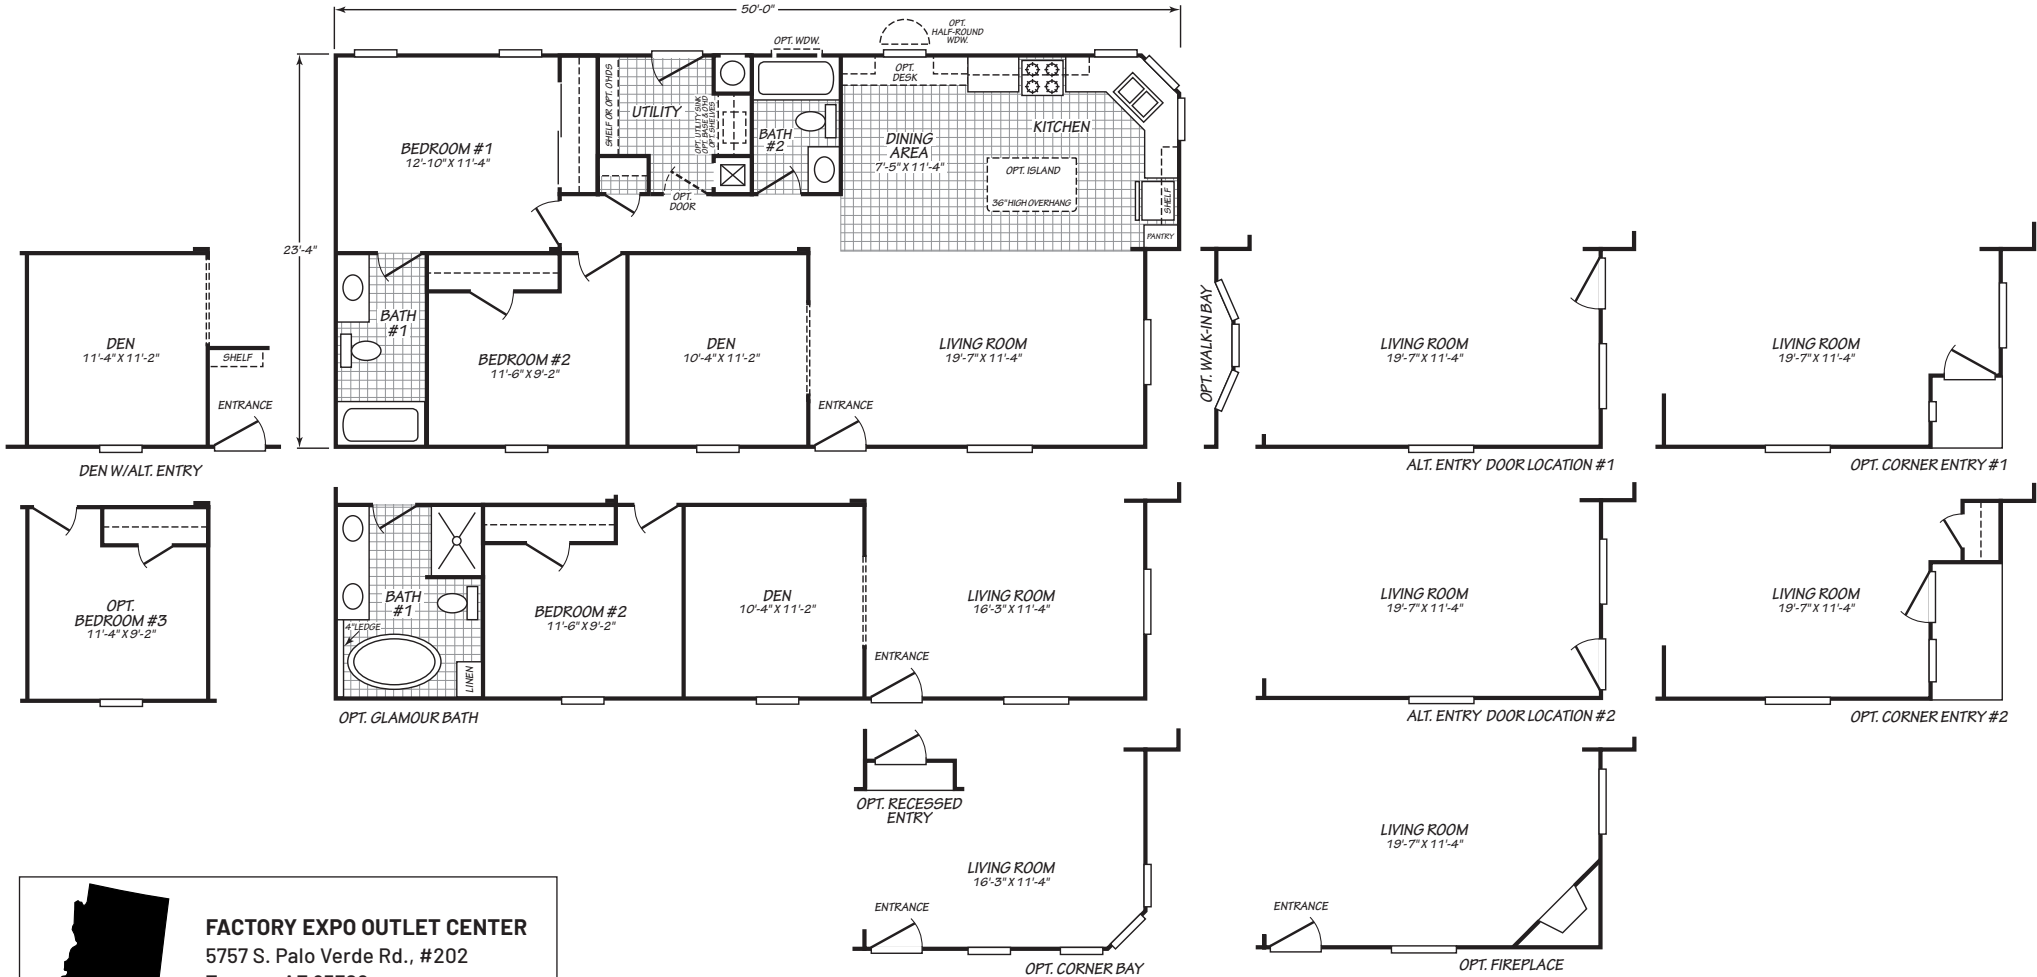 50'-0"
OPT.
HALF-ROUND
WDW.
OPT. WDW.
OPT.
DESK
SHELF OR OPT. O'HDS
UTILITY
OPT. UTILITY SINK
OPT. BASE & O'HD
OPT. SHELVES
BATH
#2
BEDROOM #1
12'-10" X 11'-4"
DINING
AREA
7'-5" X 11'-4"
KITCHEN
OPT. ISLAND
36" HIGH OVERHANG
SHELF
PANTRY
OPT.
DOOR
23'-4"
DEN
11'-4" X 11'-2"
SHELF
ENTRANCE
DEN W/ALT. ENTRY
BATH
#1
BEDROOM #2
11'-6" X 9'-2"
DEN
10'-4" X 11'-2"
LIVING ROOM
19'-7" X 11'-4"
ENTRANCE
OPT. WALK-IN BAY
LIVING ROOM
19'-7" X 11'-4"
ALT. ENTRY DOOR LOCATION #1
LIVING ROOM
19'-7" X 11'-4"
OPT. CORNER ENTRY #1
OPT.
BEDROOM #3
11'-4" X 9'-2"
BATH
#1
4" LEDGE
LINEN
BEDROOM #2
11'-6" X 9'-2"
DEN
10'-4" X 11'-2"
LIVING ROOM
16'-3" X 11'-4"
ENTRANCE
OPT. GLAMOUR BATH
LIVING ROOM
19'-7" X 11'-4"
ALT. ENTRY DOOR LOCATION #2
LIVING ROOM
19'-7" X 11'-4"
OPT. CORNER ENTRY #2
OPT. RECESSED
ENTRY
LIVING ROOM
16'-3" X 11'-4"
ENTRANCE
OPT. CORNER BAY
LIVING ROOM
19'-7" X 11'-4"
ENTRANCE
OPT. FIREPLACE
FACTORY EXPO OUTLET CENTER
5757 S. Palo Verde Rd., #202